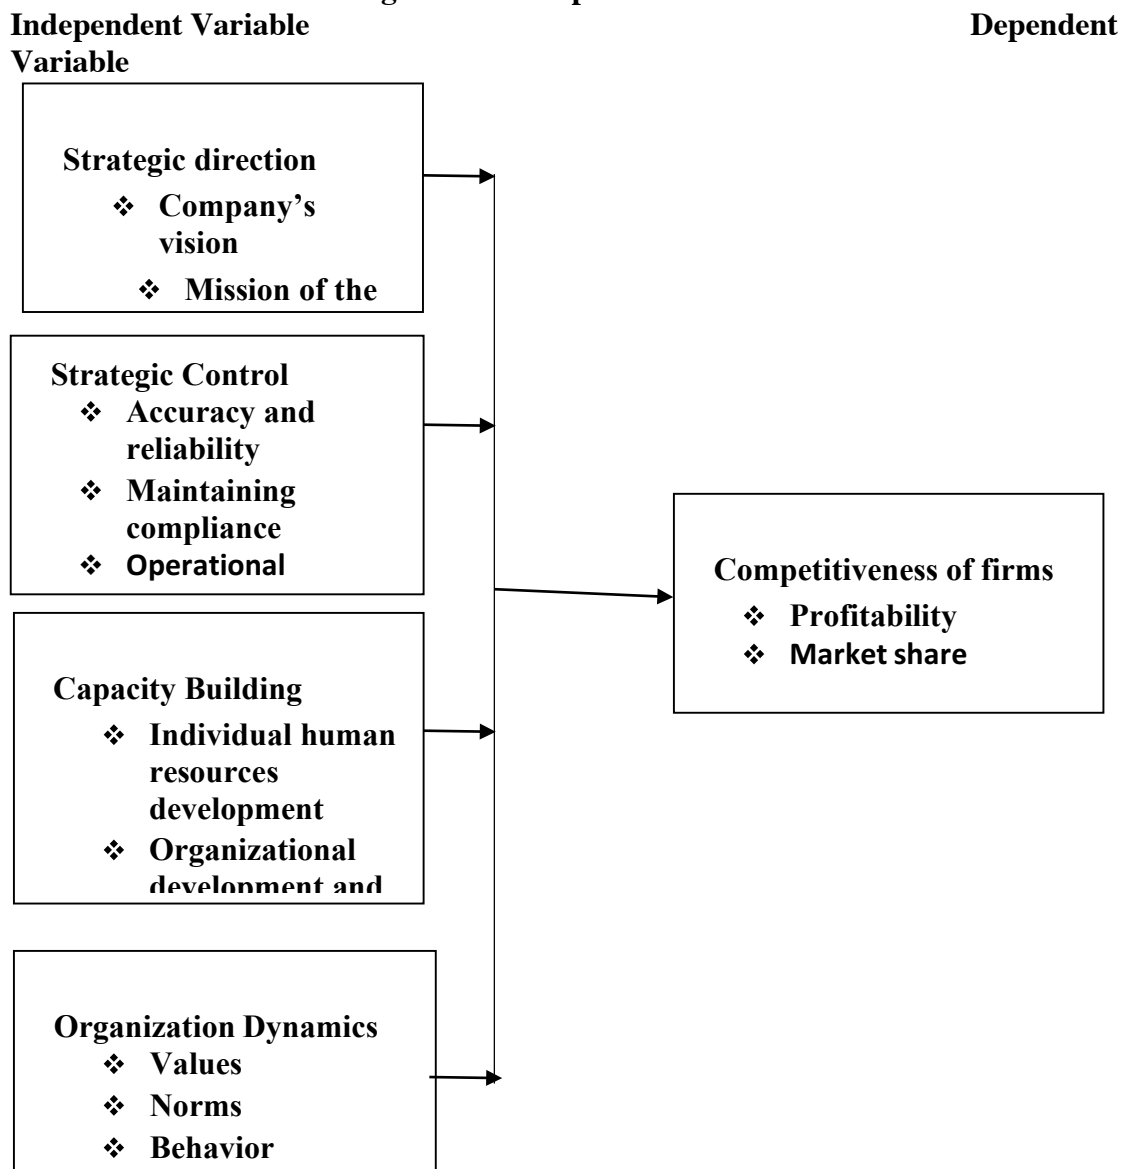 Independent Variable Dependent
Variable
Strategic direction
❖ Company’s
vision
❖ Mission of the
Strategic Control
❖ Accuracy and
reliability
❖ Maintaining
compliance
❖ Operational
Capacity Building
❖ Individual human
resources
development
❖ Organizational
development and
Organization Dynamics
❖ Values
❖ Norms
❖ Behavior
Competitiveness of firms
❖ Profitability
❖ Market share